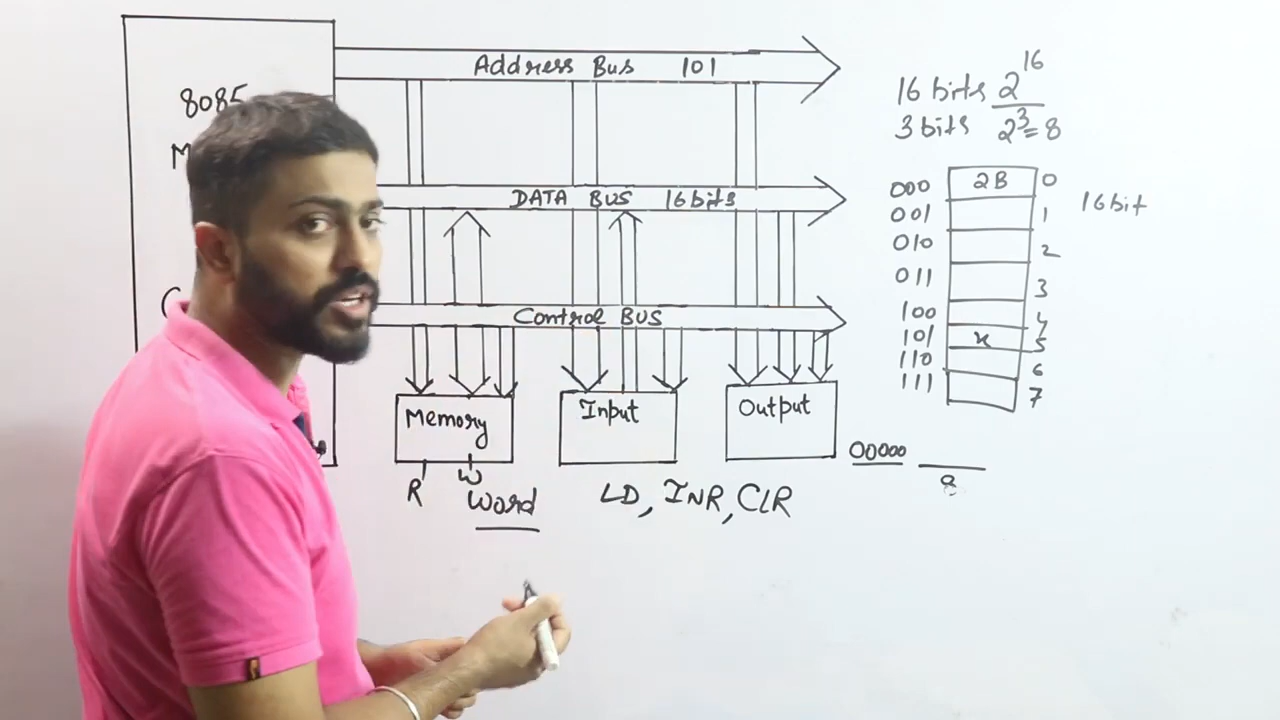 8085
M
C
Address Bus 101
DATA BUS 16 bits
Control BUS
Memory
Input
Output
R W
Word
LD, INR, CLR
16 bits 2^16
3 bits 2^3 = 8
000 2B 0
001 1
010 2
011 3
100 4
101 x 5
110 6
111 7
16 bit
00000
8